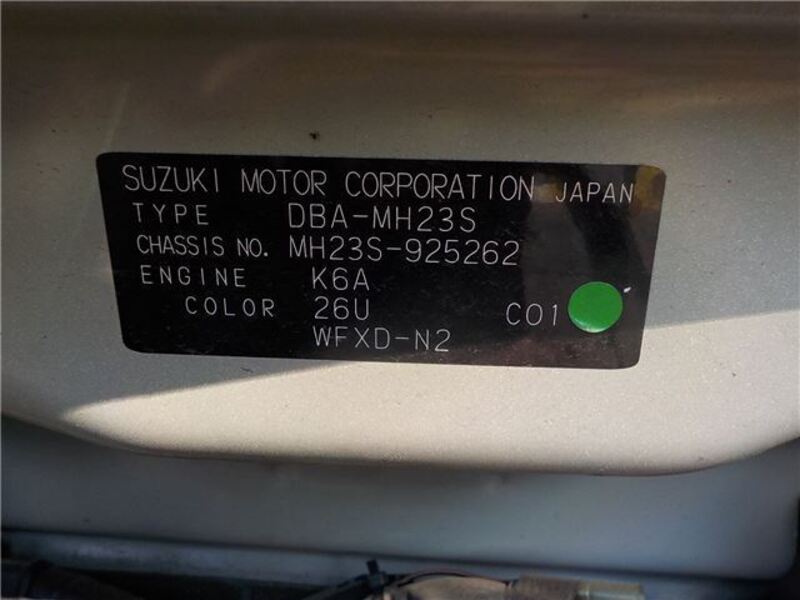 SUZUKI MOTOR CORPORATION JAPAN
TYPE DBA-MH23S
CHASSIS NO. MH23S-925262
ENGINE K6A
COLOR 26U C01
WFXD-N2